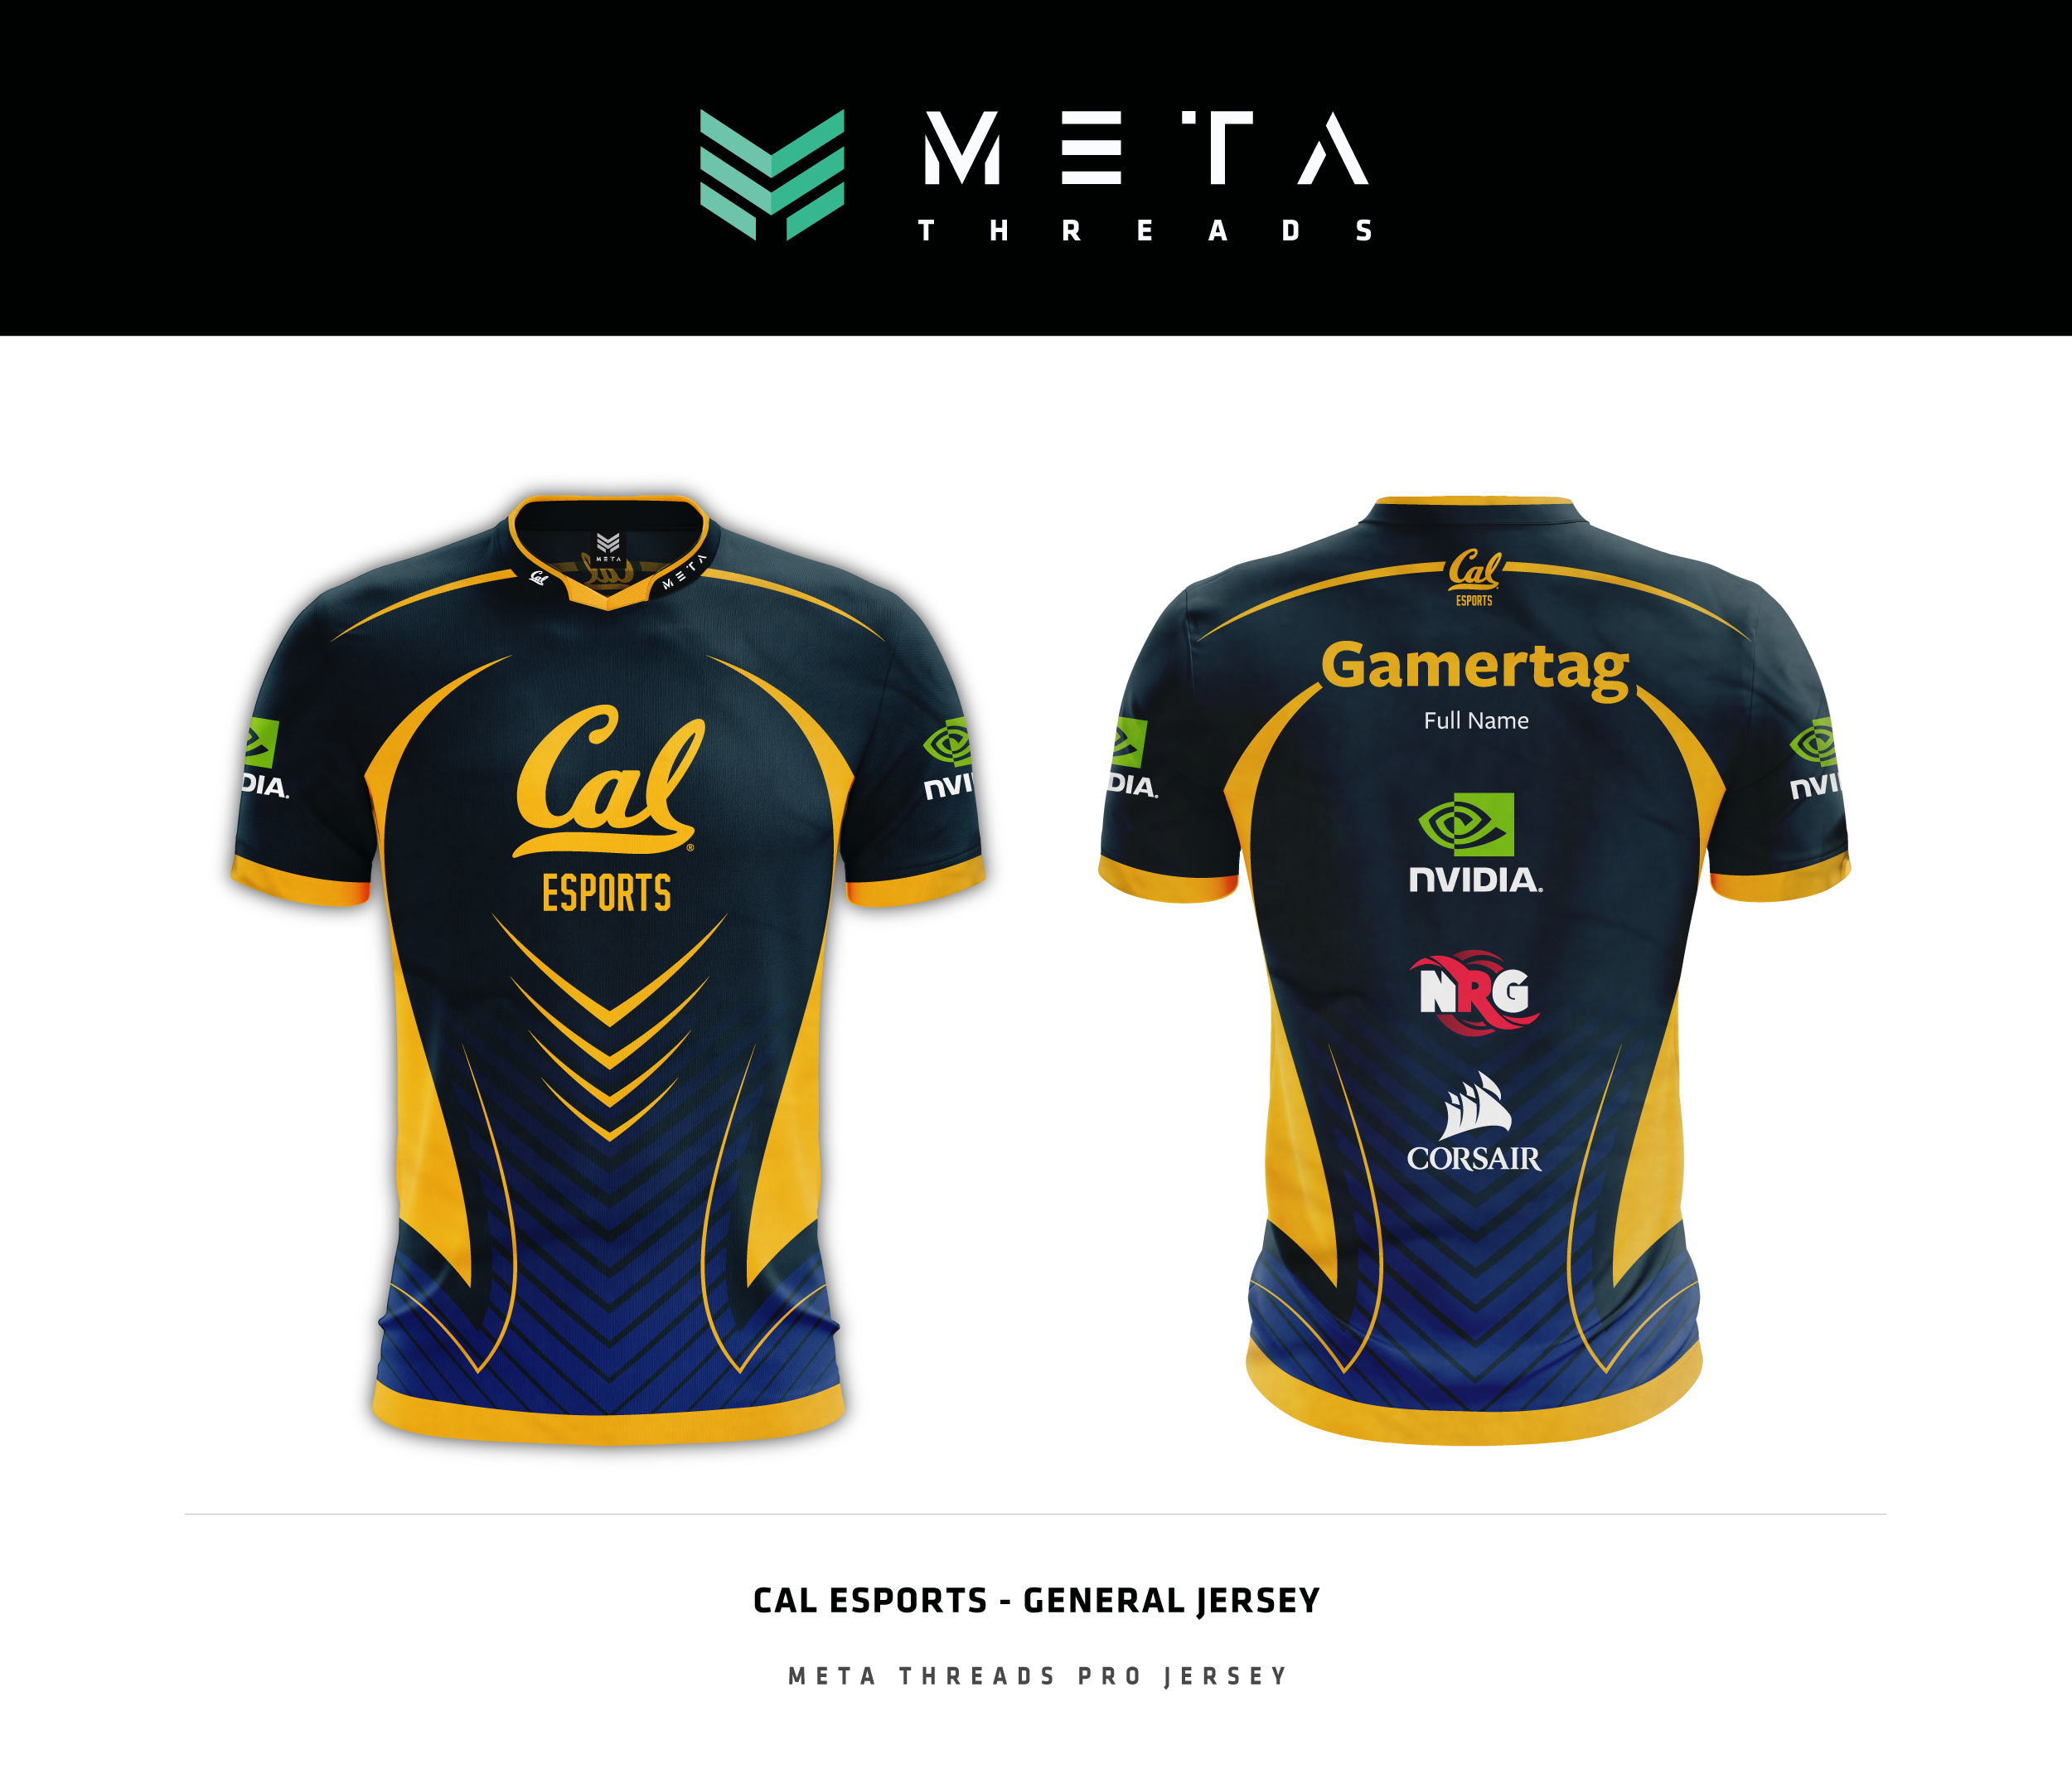 META
THREADS
META
Cal
META
Cal
Cal
ESPORTS
Gamertag
Full Name
DIA.
NVI
DIA.
NVI
Cal®
ESPORTS
NVIDIA.
NRG
CORSAIR
CAL ESPORTS - GENERAL JERSEY
META THREADS PRO JERSEY